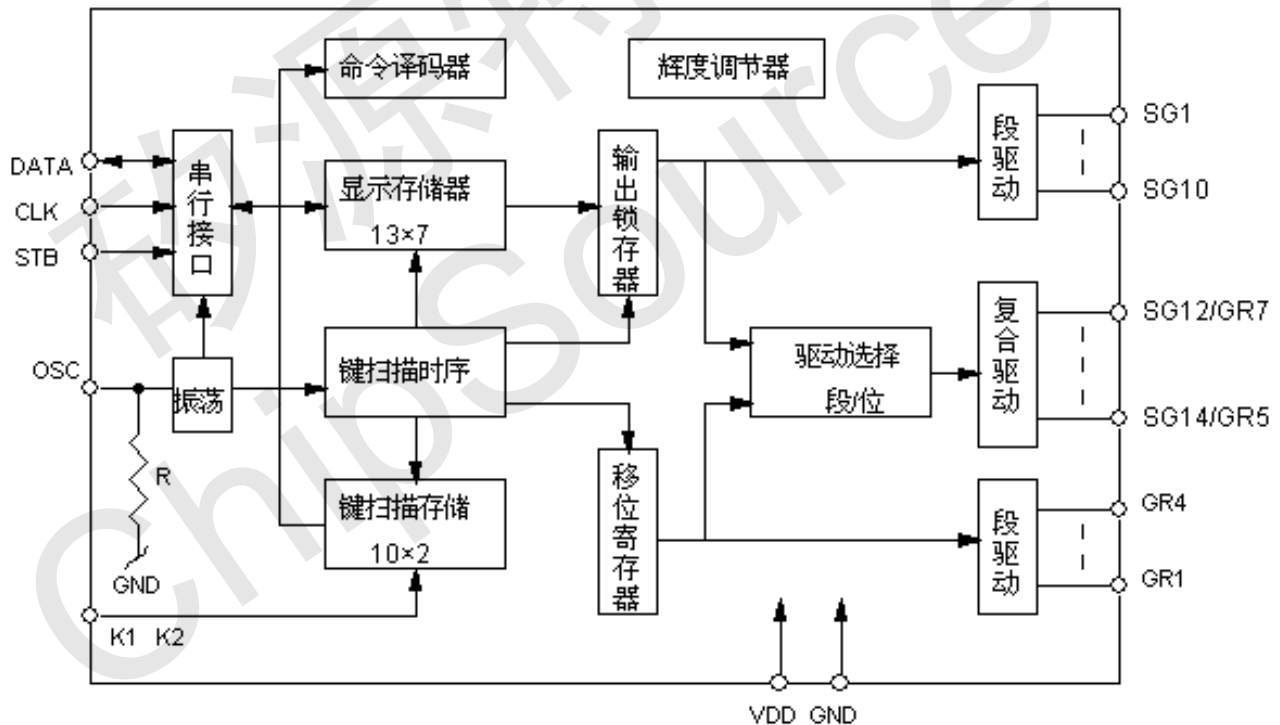 命令译码器
辉度调节器
DATA
CLK
STB
串行接口
显示存储器
13×7
输出锁存器
段驱动
SG1
SG10
OSC
振荡
键扫描时序
驱动选择
段/位
复合驱动
SG12/GR7
SG14/GR5
R
GND
键扫描存储
10×2
移位寄存器
段驱动
GR4
GR1
K1 K2
VDD GND
矽源特
ChipSource